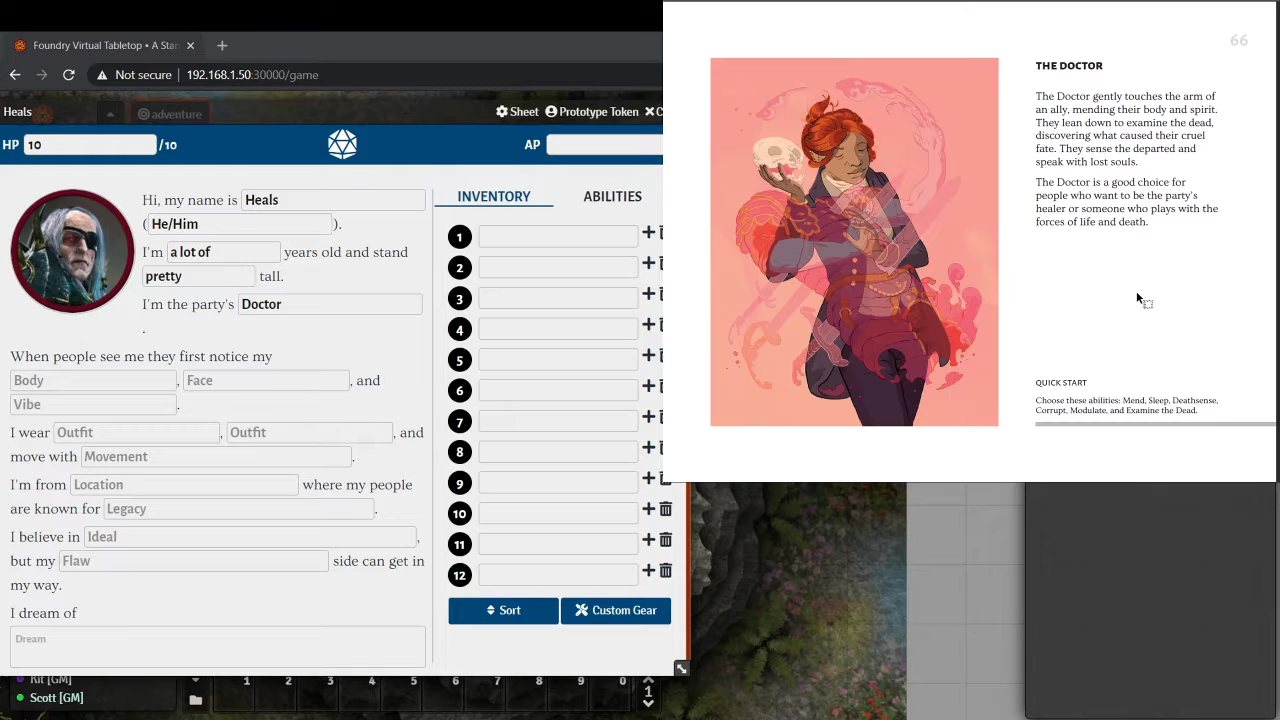 Foundry Virtual Tabletop • A Stan
Not secure 192.168.1.50:30000/game
Heals
adventure
Sheet Prototype Token C
HP 10 /10
AP
Hi, my name is Heals
( He/Him ).
I'm a lot of years old and stand
pretty tall.
I'm the party's Doctor
.
When people see me they first notice my
Body , Face , and
Vibe .
I wear Outfit , Outfit , and
move with Movement .
I'm from Location where my people
are known for Legacy .
I believe in Ideal ,
but my Flaw side can get in
my way.
I dream of
Dream
INVENTORY ABILITIES
1
2
3
4
5
6
7
8
9
10
11
12
Sort Custom Gear
Kit [GM]
Scott [GM]
1 2 3 4 5 6 7 8 9 0
1
66
THE DOCTOR
The Doctor gently touches the arm of
an ally, mending their body and spirit.
They lean down to examine the dead,
discovering what caused their cruel
fate. They sense the departed and
speak with lost souls.
The Doctor is a good choice for
people who want to be the party's
healer or someone who plays with the
forces of life and death.
QUICK START
Choose these abilities: Mend, Sleep, Deathsense,
Corrupt, Modulate, and Examine the Dead.